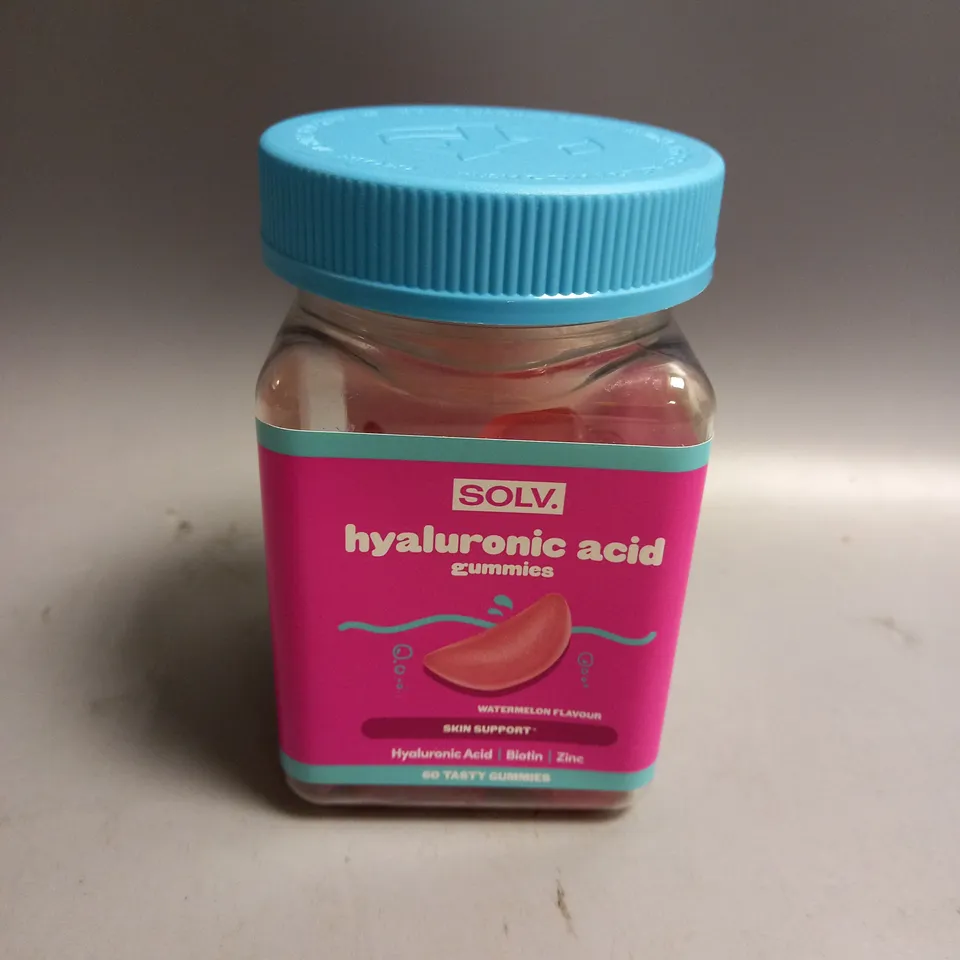 SOLV.
hyaluronic acid
gummies
WATERMELON FLAVOUR
SKIN SUPPORT*
Hyaluronic Acid | Biotin | Zinc
60 TASTY GUMMIES